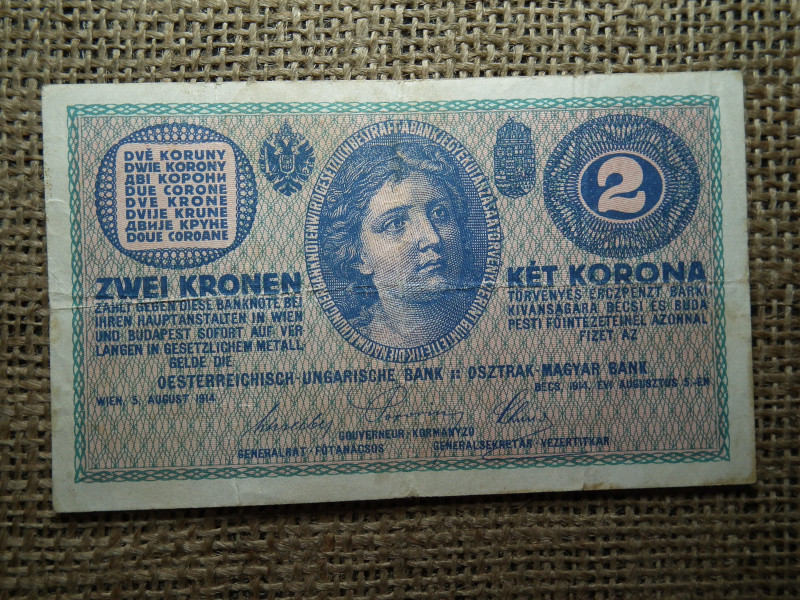 DVĚ KORUNY
DWIE KORONY
ДВІ КОРОНИ
DUE CORONE
DVE KRONE
DVIJE KRUNE
ДВИЈЕ КРУНЕ
DOUE COROANE
2
ZWEI KRONEN
ZAHLT GEGEN DIESE BANKNOTE BEI
IHREN HAUPTANSTALTEN IN WIEN
UND BUDAPEST SOFORT AUF VER
LANGEN IN GESETZLICHEM METALL
GELDE DIE
KÉT KORONA
TÖRVÉNYES ÉRCZPÉNZT BÁRKI
KIVÁNSÁGÁRA BÉCSI ÉS BUDA
PESTI FŐINTÉZETEINÉL AZONNAL
FIZET AZ
OESTERREICHISCH-UNGARISCHE BANK :: OSZTRÁK-MAGYAR BANK
WIEN, 5. AUGUST 1914.
BÉCS, 1914. ÉVI AUGUSZTUS 5-ÉN
GOUVERNEUR-KORMÁNYZÓ
GENERALRAT-FŐTANÁCSOS
GENERALSEKRETÄR-VEZÉRTITKÁR